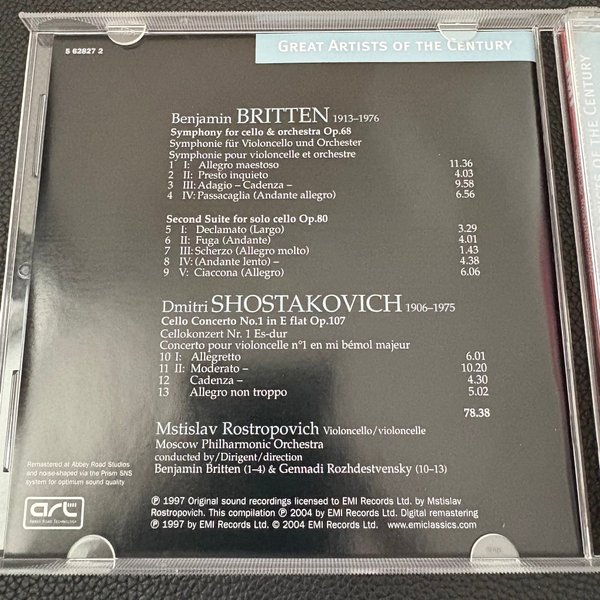 S 62827 2
GREAT ARTISTS OF THE CENTURY
Benjamin BRITTEN 1913–1976
Symphony for cello & orchestra Op.68
Symphonie für Violoncello und Orchester
Symphonie pour violoncelle et orchestre
1 I: Allegro maestoso 11.36
2 II: Presto inquieto 4.03
3 III: Adagio – Cadenza – 9.58
4 IV: Passacaglia (Andante allegro) 6.56
Second Suite for solo cello Op.80
5 I: Declamato (Largo) 3.29
6 II: Fuga (Andante) 4.01
7 III: Scherzo (Allegro molto) 1.43
8 IV: (Andante lento) – 4.38
9 V: Ciaccona (Allegro) 6.06
Dmitri SHOSTAKOVICH 1906–1975
Cello Concerto No.1 in E flat Op.107
Cellokonzert Nr. 1 Es-dur
Concerto pour violoncelle n°1 en mi bémol majeur
10 I: Allegretto 6.01
11 II: Moderato – 10.20
12 Cadenza – 4.30
13 Allegro non troppo 5.02
78.38
Mstislav Rostropovich Violoncello/violoncelle
Moscow Philharmonic Orchestra
conducted by/Dirigent/direction
Benjamin Britten (1–4) & Gennadi Rozhdestvensky (10–13)
Remastered at Abbey Road Studios
and noise-shaped via the Prism SNS
system for optimum sound quality
art
ABBEY ROAD TECHNOLOGY
℗ 1997 Original sound recordings licensed to EMI Records Ltd. by Mstislav
Rostropovich. This compilation ℗ 2004 by EMI Records Ltd. Digital remastering
℗ 1997 by EMI Records Ltd. © 2004 EMI Records Ltd. www.emiclassics.com
ARTISTS OF THE CENTURY